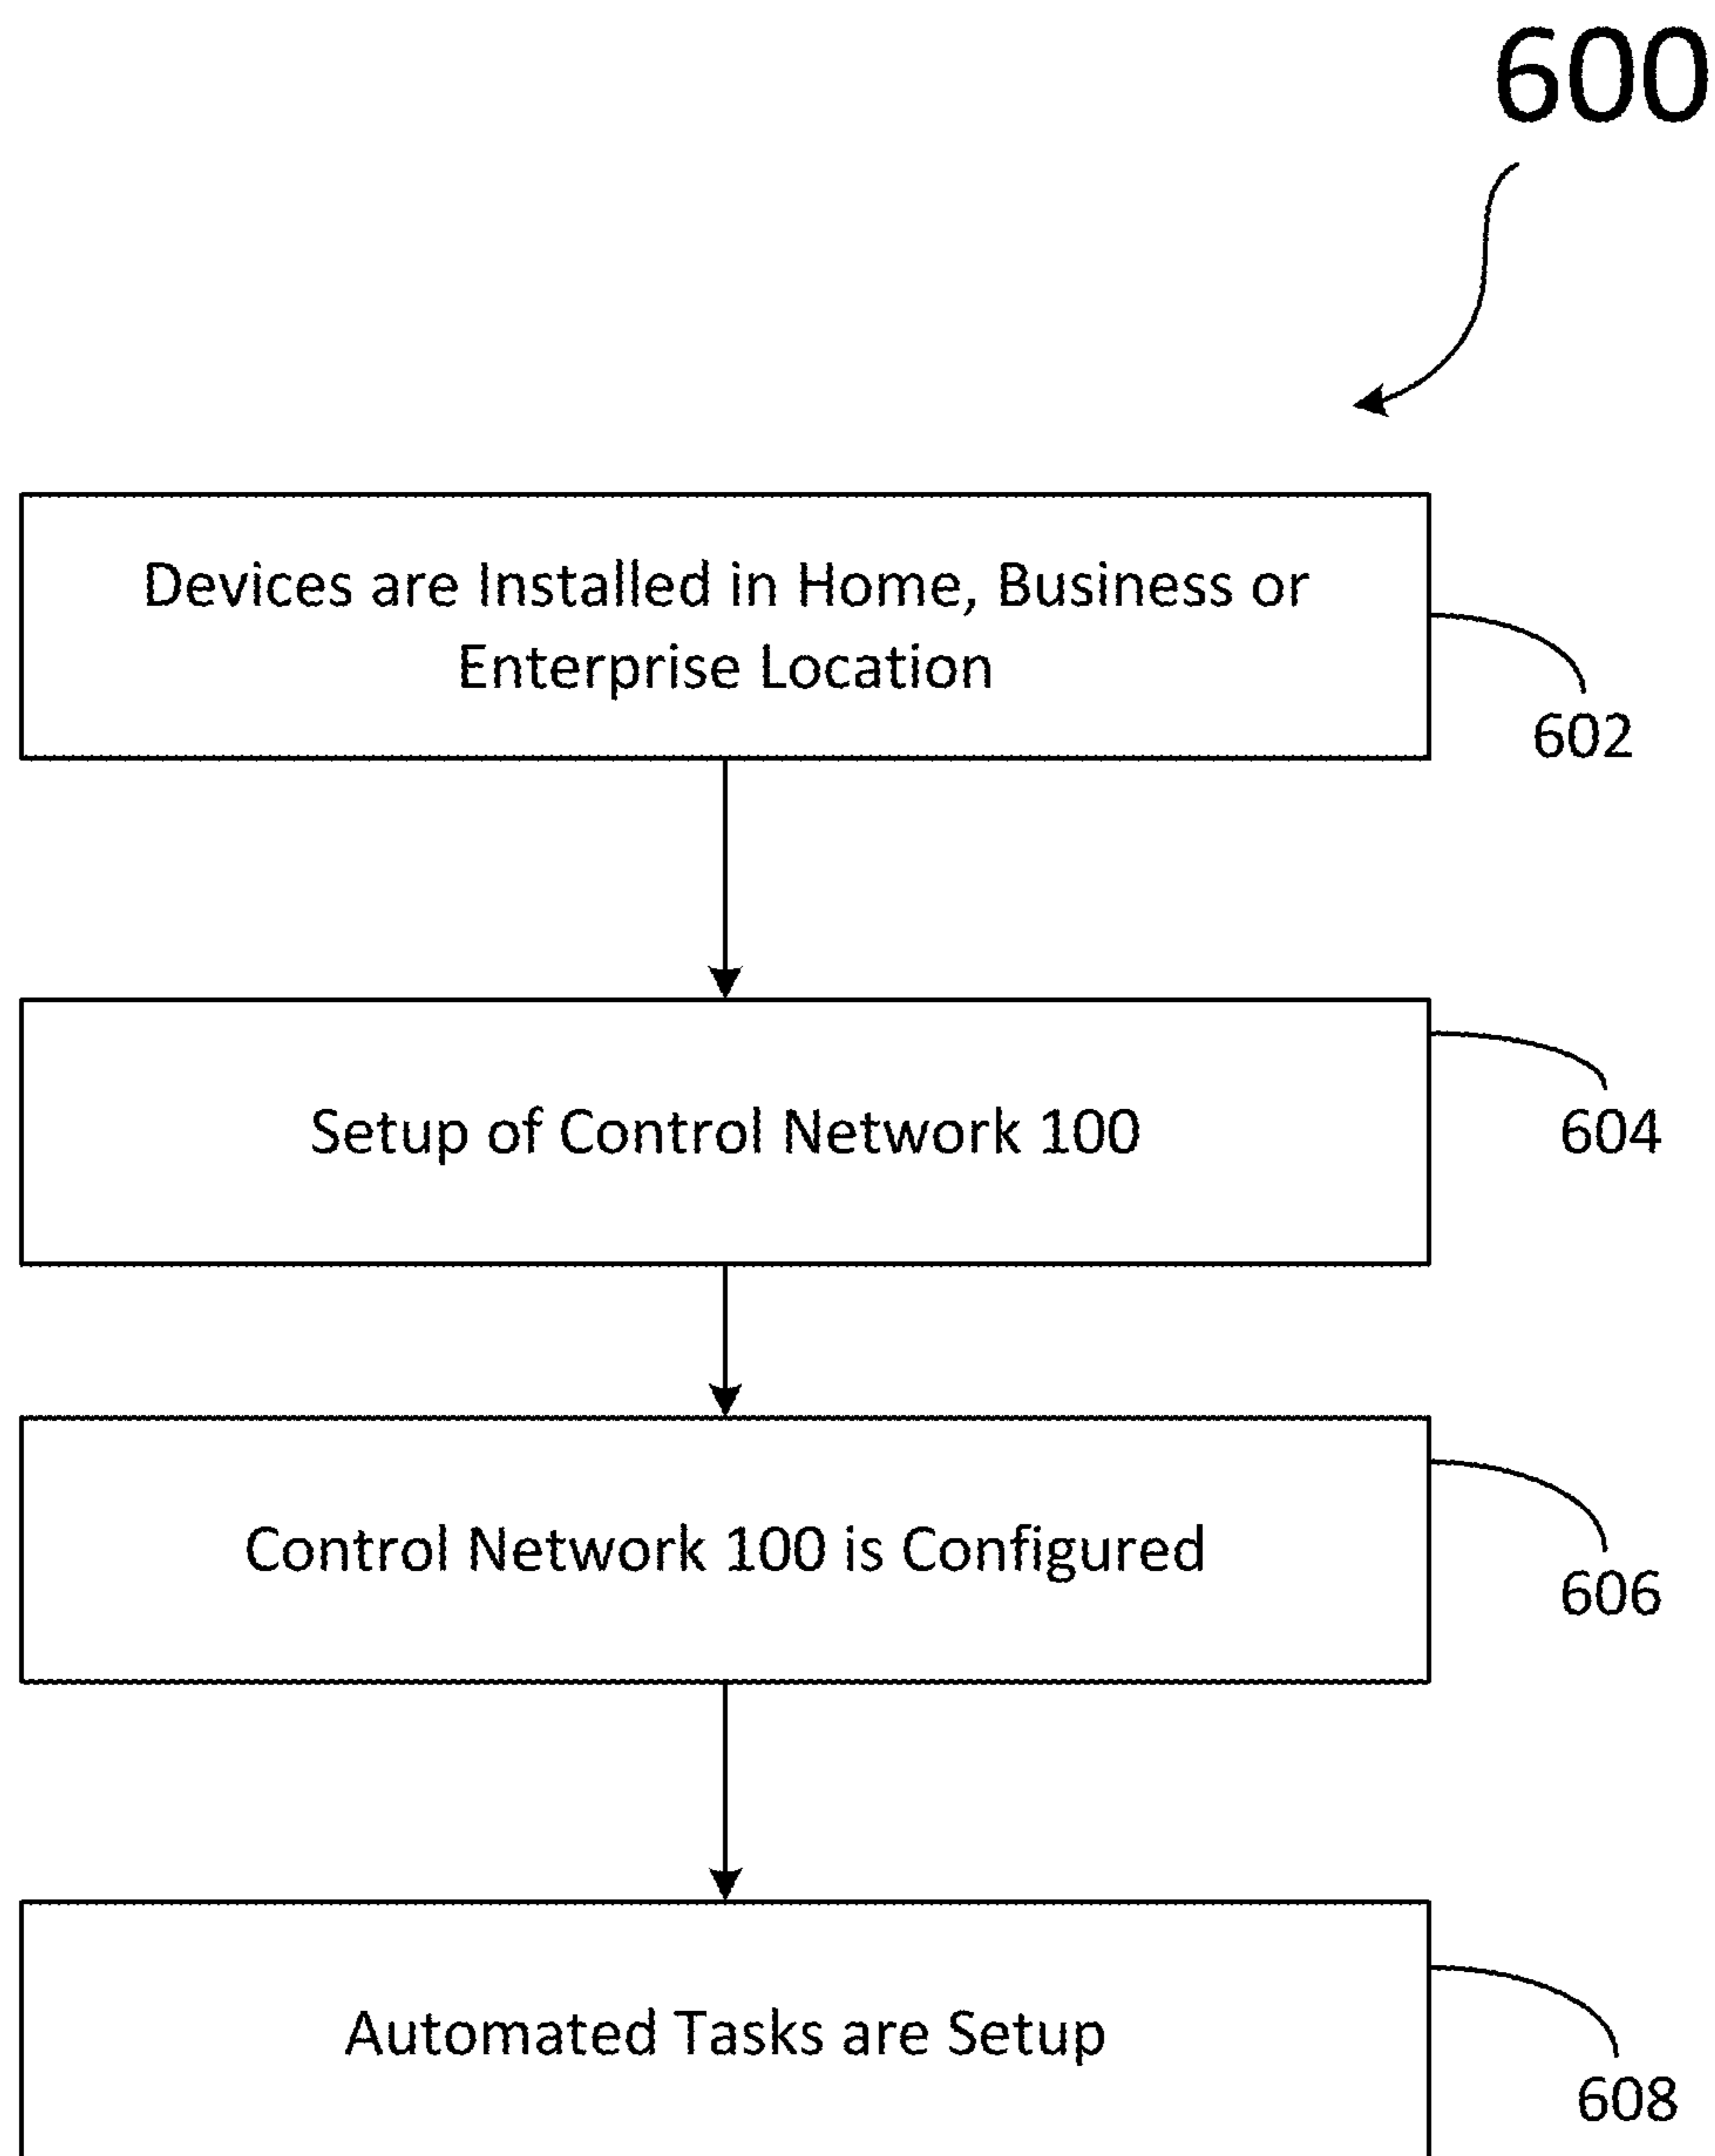 600
Devices are Installed in Home, Business or
Enterprise Location
602
Setup of Control Network 100
604
Control Network 100 is Configured
606
Automated Tasks are Setup
608